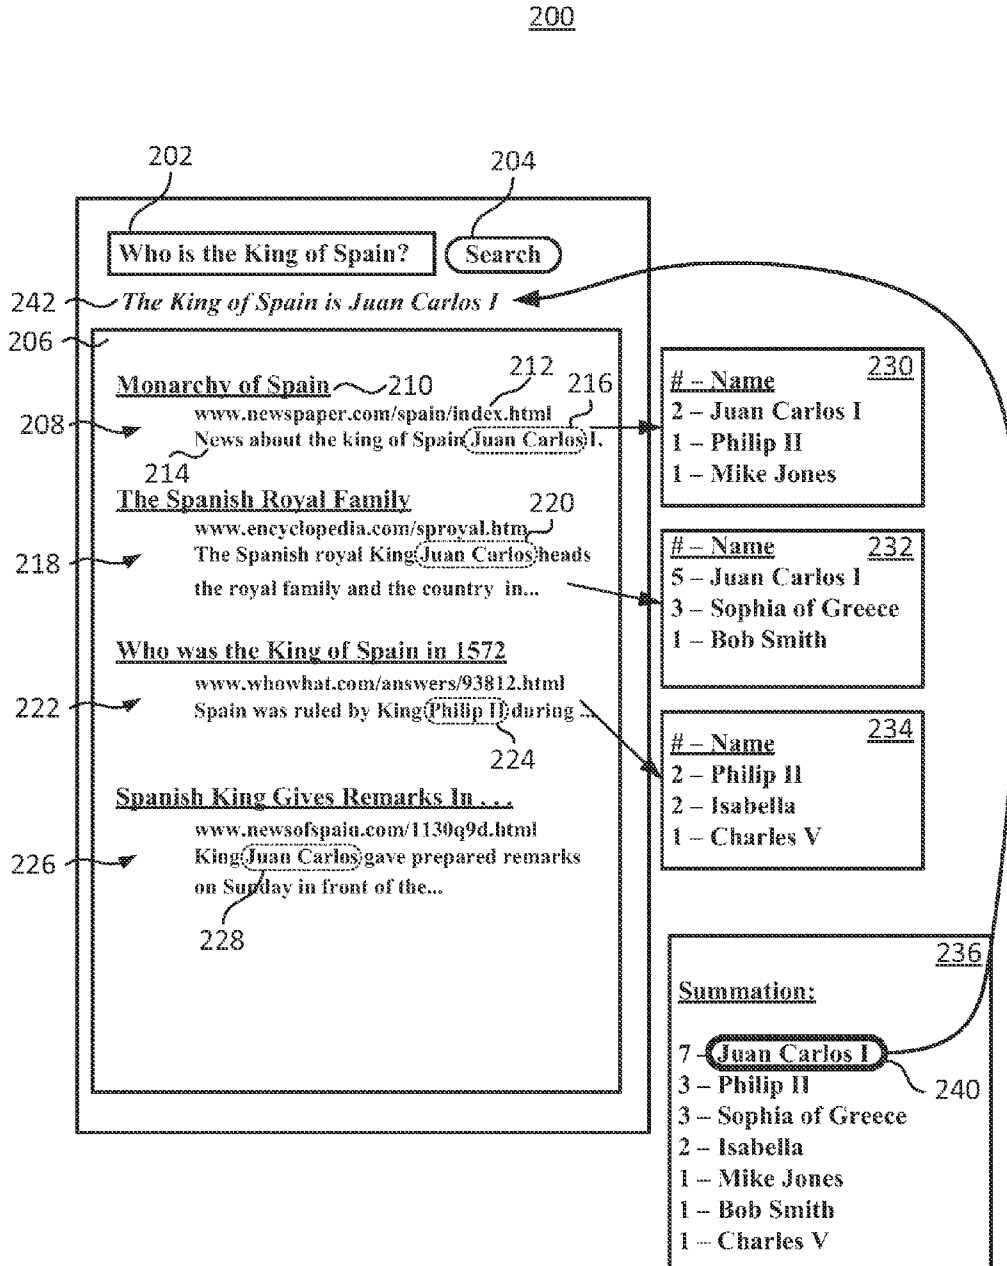 200
202
204
Who is the King of Spain?
Search
242
The King of Spain is Juan Carlos I
206
Monarchy of Spain
210
212
216
www.newspaper.com/spain/index.html
208
News about the king of Spain Juan Carlos I.
214
The Spanish Royal Family
220
www.encyclopedia.com/sproyal.htm
218
The Spanish royal King Juan Carlos heads
the royal family and the country in...
Who was the King of Spain in 1572
www.whowhat.com/answers/93812.html
222
Spain was ruled by King Philip II during ...
224
Spanish King Gives Remarks In . . .
www.newsofspain.com/1130q9d.html
226
King Juan Carlos gave prepared remarks
on Sunday in front of the...
228
230
# – Name
2 – Juan Carlos I
1 – Philip II
1 – Mike Jones
232
# – Name
5 – Juan Carlos I
3 – Sophia of Greece
1 – Bob Smith
234
# – Name
2 – Philip II
2 – Isabella
1 – Charles V
236
Summation:
7 – Juan Carlos I
240
3 – Philip II
3 – Sophia of Greece
2 – Isabella
1 – Mike Jones
1 – Bob Smith
1 – Charles V